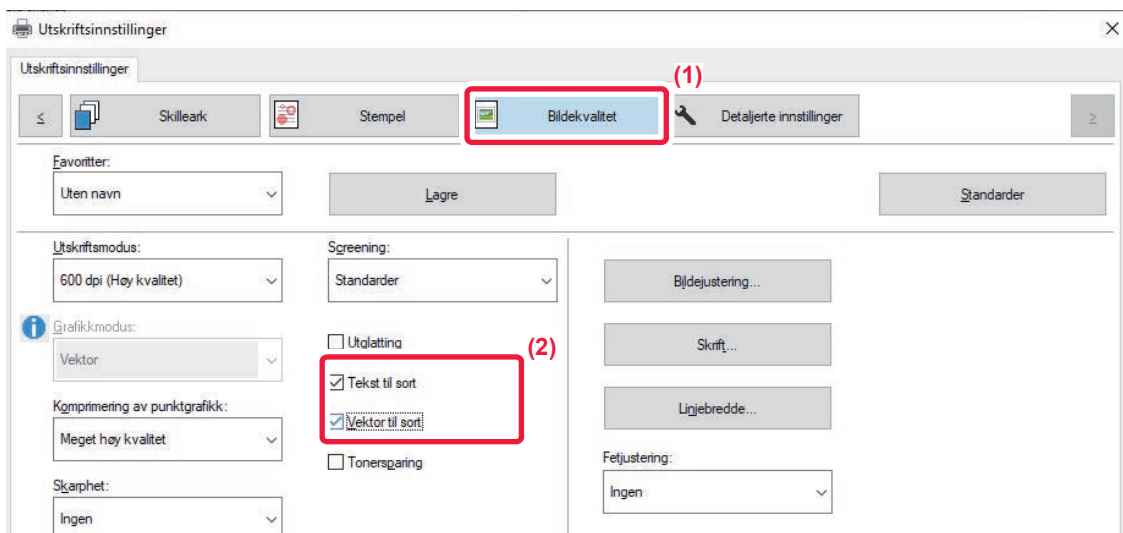 Utskriftsinnstillinger
Utskriftsinnstillinger
(1)
< Skilleark Stempel Bildekvalitet Detaljerte innstillinger >
Favoritter:
Uten navn Lagre Standarder
Utskriftsmodus: Screening:
600 dpi (Høy kvalitet) Standarder Bildejustering...
Grafikkmodus:
Vektor
Utglatting (2) Skrift...
Tekst til sort
Komprimering av punktgrafikk: Vektor til sort Linjebredde...
Meget høy kvalitet
Tonersparing Fetjustering:
Skarphet:
Ingen Ingen